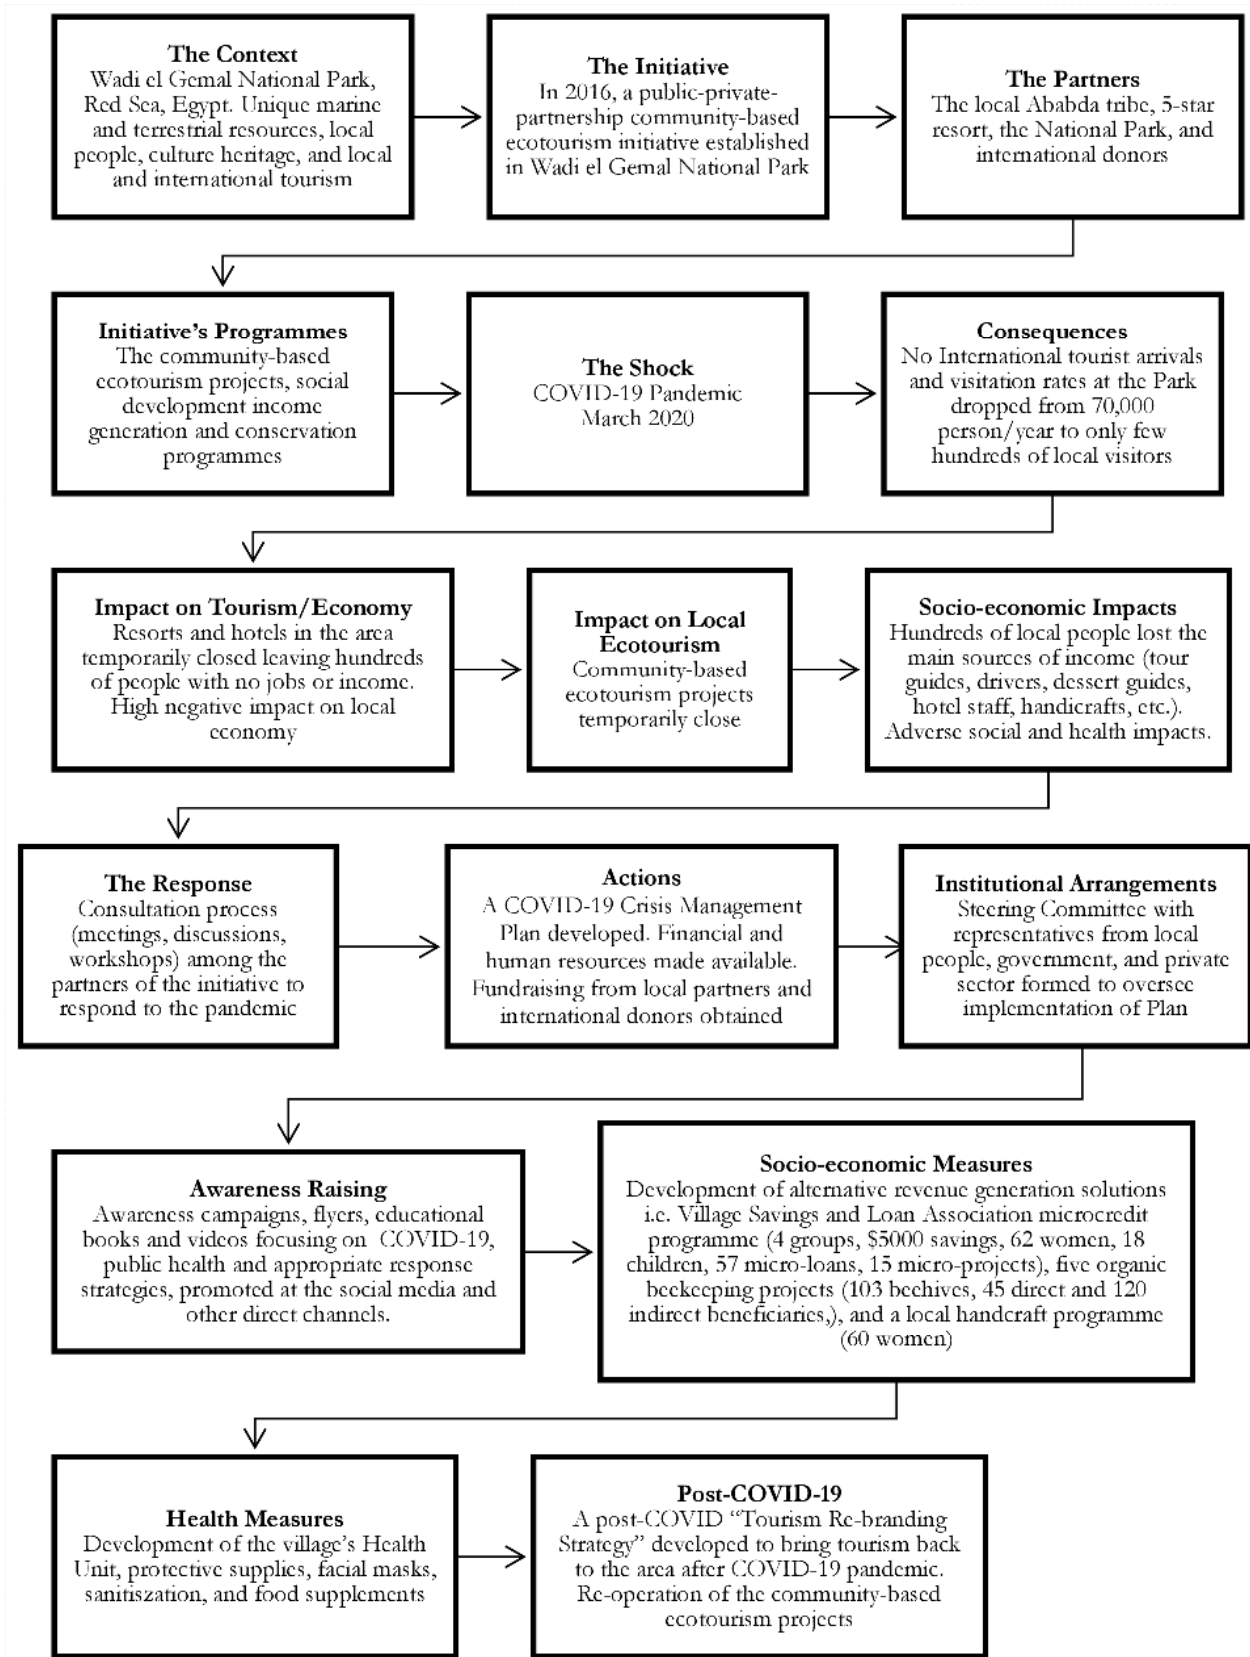 The Context
Wadi el Gemal National Park,
Red Sea, Egypt. Unique marine
and terrestrial resources, local
people, culture heritage, and local
and international tourism
The Initiative
In 2016, a public-private-
partnership community-based
ecotourism initiative established
in Wadi el Gemal National Park
The Partners
The local Ababda tribe, 5-star
resort, the National Park, and
international donors
Initiative's Programmes
The community-based
ecotourism projects, social
development income
generation and conservation
programmes
The Shock
COVID-19 Pandemic
March 2020
Consequences
No International tourist arrivals
and visitation rates at the Park
dropped from 70,000
person/year to only few
hundreds of local visitors
Impact on Tourism/Economy
Resorts and hotels in the area
temporarily closed leaving hundreds
of people with no jobs or income.
High negative impact on local
economy
Impact on Local
Ecotourism
Community-based
ecotourism projects
temporarily close
Socio-economic Impacts
Hundreds of local people lost the
main sources of income (tour
guides, drivers, dessert guides,
hotel staff, handicrafts, etc.).
Adverse social and health impacts.
The Response
Consultation process
(meetings, discussions,
workshops) among the
partners of the initiative to
respond to the pandemic
Actions
A COVID-19 Crisis Management
Plan developed. Financial and
human resources made available.
Fundraising from local partners and
international donors obtained
Institutional Arrangements
Steering Committee with
representatives from local
people, government, and private
sector formed to oversee
implementation of Plan
Awareness Raising
Awareness campaigns, flyers, educational
books and videos focusing on COVID-19,
public health and appropriate response
strategies, promoted at the social media and
other direct channels.
Socio-economic Measures
Development of alternative revenue generation solutions
i.e. Village Savings and Loan Association microcredit
programme (4 groups, $5000 savings, 62 women, 18
children, 57 micro-loans, 15 micro-projects), five organic
beekeeping projects (103 beehives, 45 direct and 120
indirect beneficiaries,), and a local handcraft programme
(60 women)
Health Measures
Development of the village's Health
Unit, protective supplies, facial masks,
sanitiszation, and food supplements
Post-COVID-19
A post-COVID "Tourism Re-branding
Strategy" developed to bring tourism back
to the area after COVID-19 pandemic.
Re-operation of the community-based
ecotourism projects